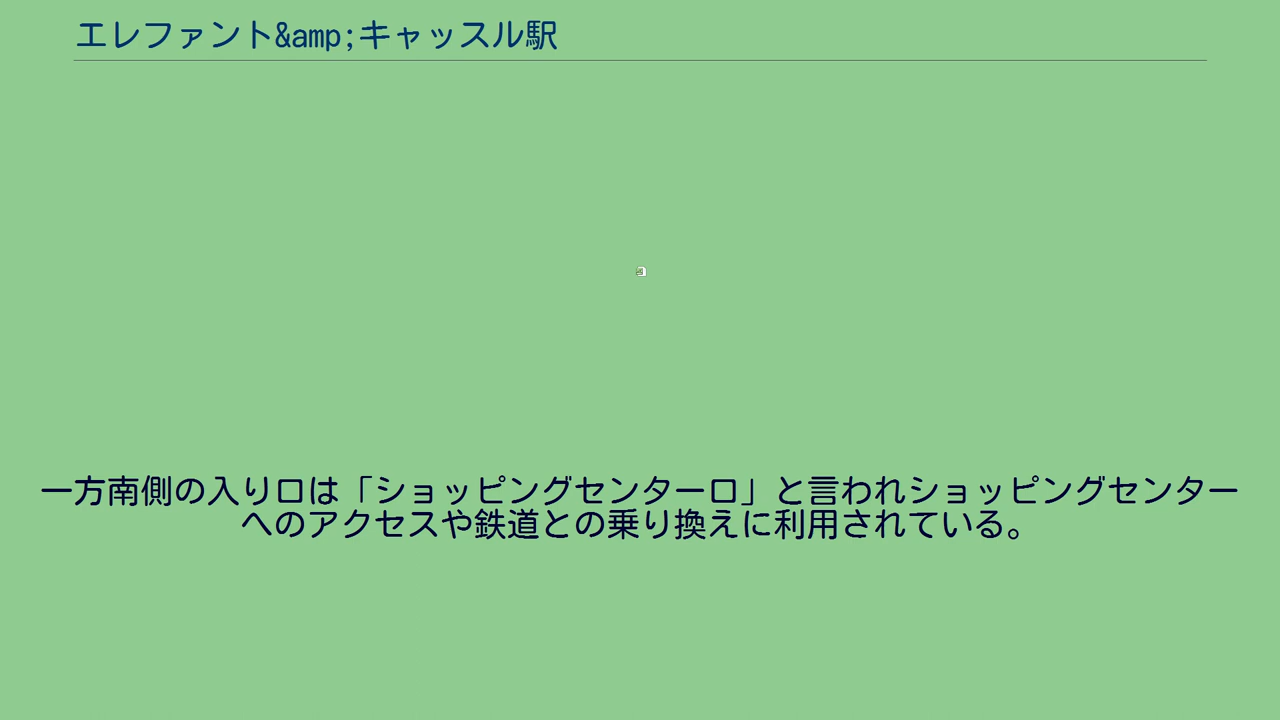 エレファント&amp;キャッスル駅
一方南側の入り口は「ショッピングセンター口」と言われショッピングセンター
へのアクセスや鉄道との乗り換えに利用されている。